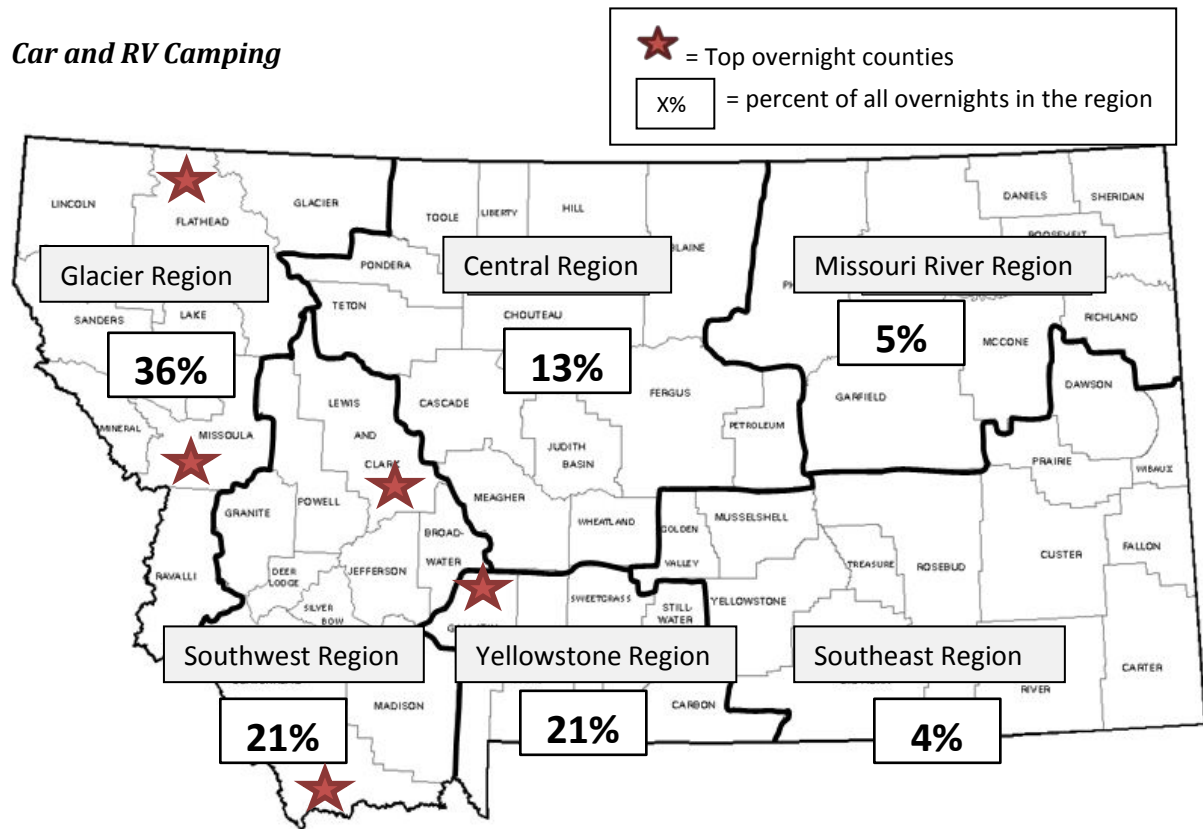 Car and RV Camping
= Top overnight counties
X% = percent of all overnights in the region
LINCOLN
FLATHEAD
GLACIER
TOOLE
LIBERTY
HILL
DANIELS
SHERIDAN
Glacier Region
PONDERA
Central Region
Missouri River Region
SANDERS
LAKE
TETON
CHOUTEAU
RICHLAND
36%
13%
5%
MCCONE
DAWSON
LEWIS
AND
CLARK
CASCADE
FERGUS
GARFIELD
MINERAL
MISSOULA
JUDITH
BASIN
PETROLEUM
PRAIRIE
WIBAUX
GRANITE
POWELL
MEAGHER
WHEATLAND
GOLDEN
VALLEY
MUSSELSHELL
BROAD-
WATER
CUSTER
FALLON
RAVALLI
DEER
LODGE
JEFFERSON
TREASURE
ROSEBUD
SILVER
BOW
SWEETGRASS
STILL-
WATER
YELLOWSTONE
Southwest Region
Yellowstone Region
Southeast Region
CARTER
MADISON
CARBON
RIVER
21%
21%
4%